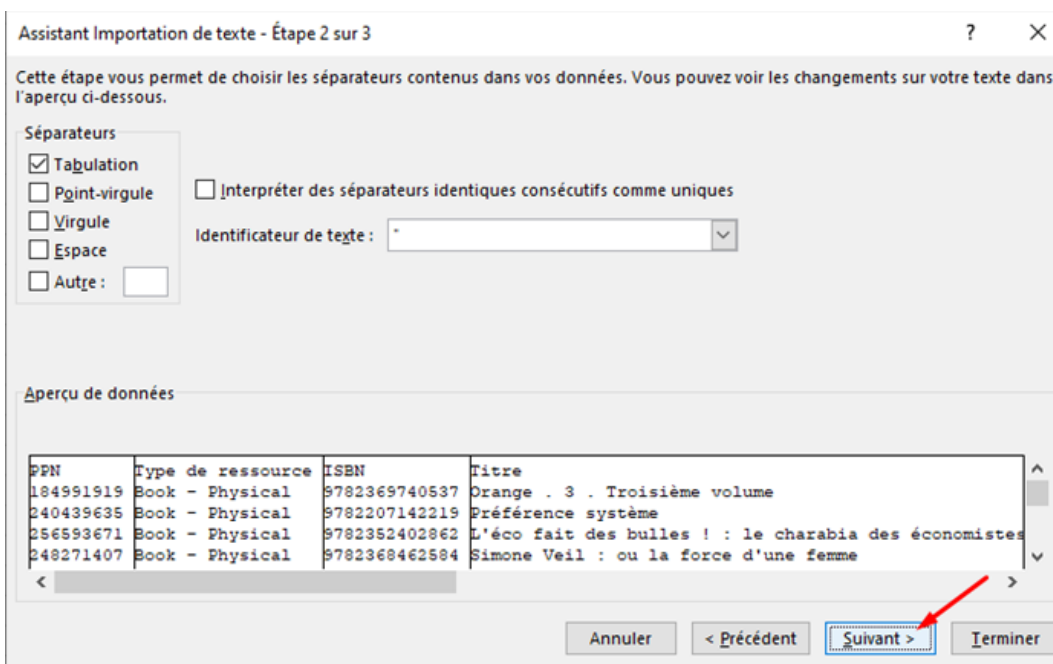 Assistant Importation de texte - Étape 2 sur 3
?
Cette étape vous permet de choisir les séparateurs contenus dans vos données. Vous pouvez voir les changements sur votre texte dans
l'aperçu ci-dessous.
Séparateurs
Tabulation
Point-virgule
Interpréter des séparateurs identiques consécutifs comme uniques
Virgule
Identificateur de texte : "
Espace
Autre :
Aperçu de données
PPN Type de ressource ISBN Titre
184991919 Book - Physical 9782369740537 Orange . 3 . Troisième volume
240439635 Book - Physical 9782207142219 Préférence système
256593671 Book - Physical 9782352402862 L'éco fait des bulles ! : le charabia des économistes
248271407 Book - Physical 9782368462584 Simone Veil : ou la force d'une femme
Annuler < Précédent Suivant > Terminer